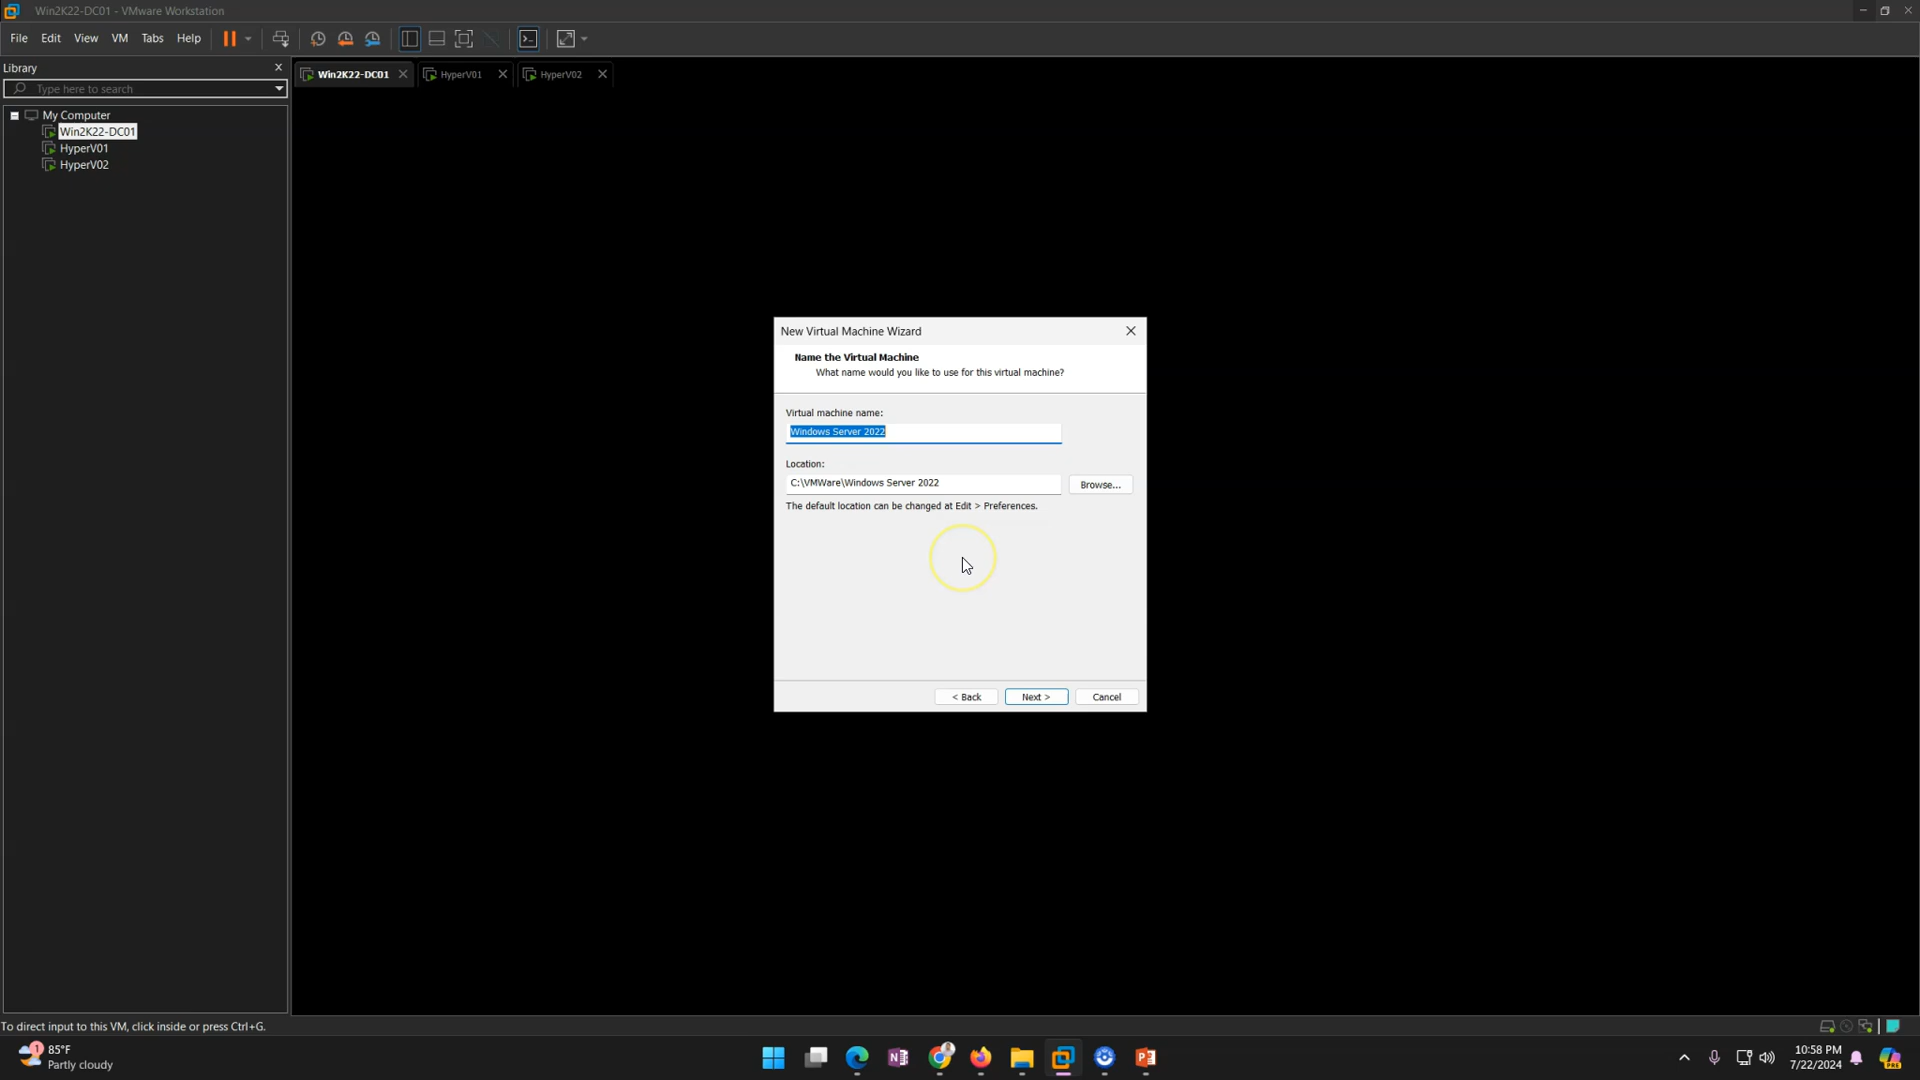 Win2K22-DC01 - VMware Workstation
File Edit View VM Tabs Help
Library
Type here to search
My Computer
Win2K22-DC01
HyperV01
HyperV02
Win2K22-DC01 HyperV01 HyperV02
New Virtual Machine Wizard
Name the Virtual Machine
What name would you like to use for this virtual machine?
Virtual machine name:
Windows Server 2022
Location:
C:\VMWare\Windows Server 2022
Browse...
The default location can be changed at Edit > Preferences.
< Back Next > Cancel
To direct input to this VM, click inside or press Ctrl+G.
1
85°F
Partly cloudy
N
P
PRE
10:58 PM
7/22/2024